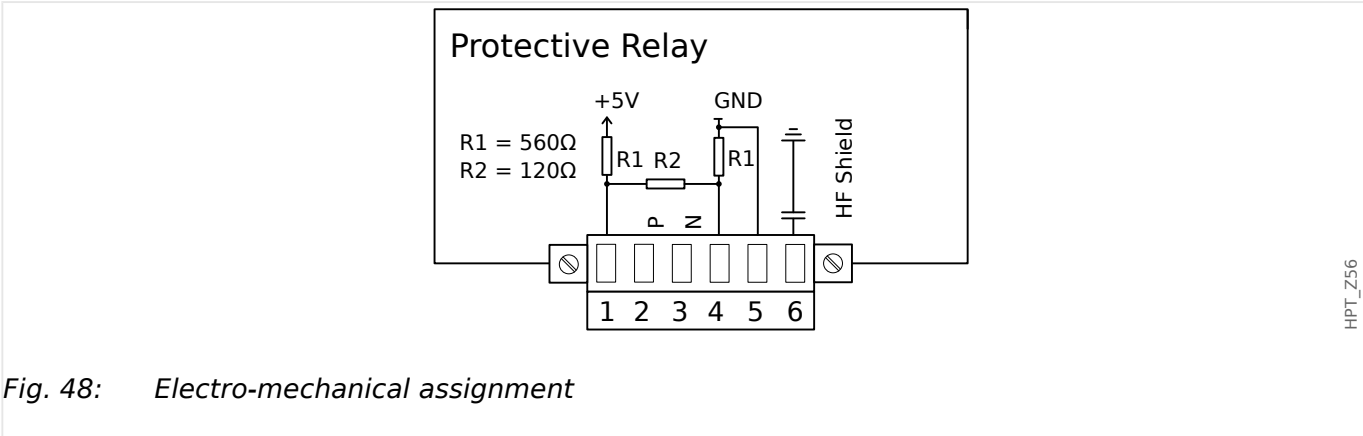 Protective Relay
+5V GND
R1 = 560Ω
R2 = 120Ω
R1 R2 R1
HF Shield
P N
1 2 3 4 5 6
HPT_Z56
Fig. 48: Electro-mechanical assignment